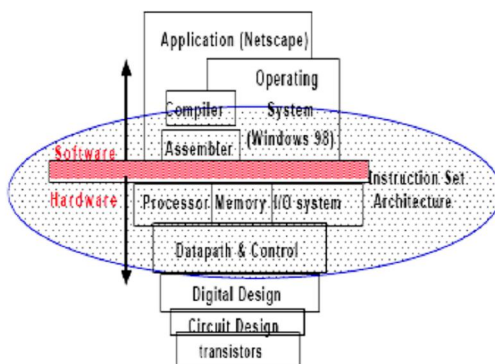 Application (Netscape)
Operating
Compiler
System
(Windows 98)
Assembler
Software
Instruction Set
Hardware
Processor Memory I/O system
Architecture
Datapath & Control
Digital Design
Circuit Design
transistors